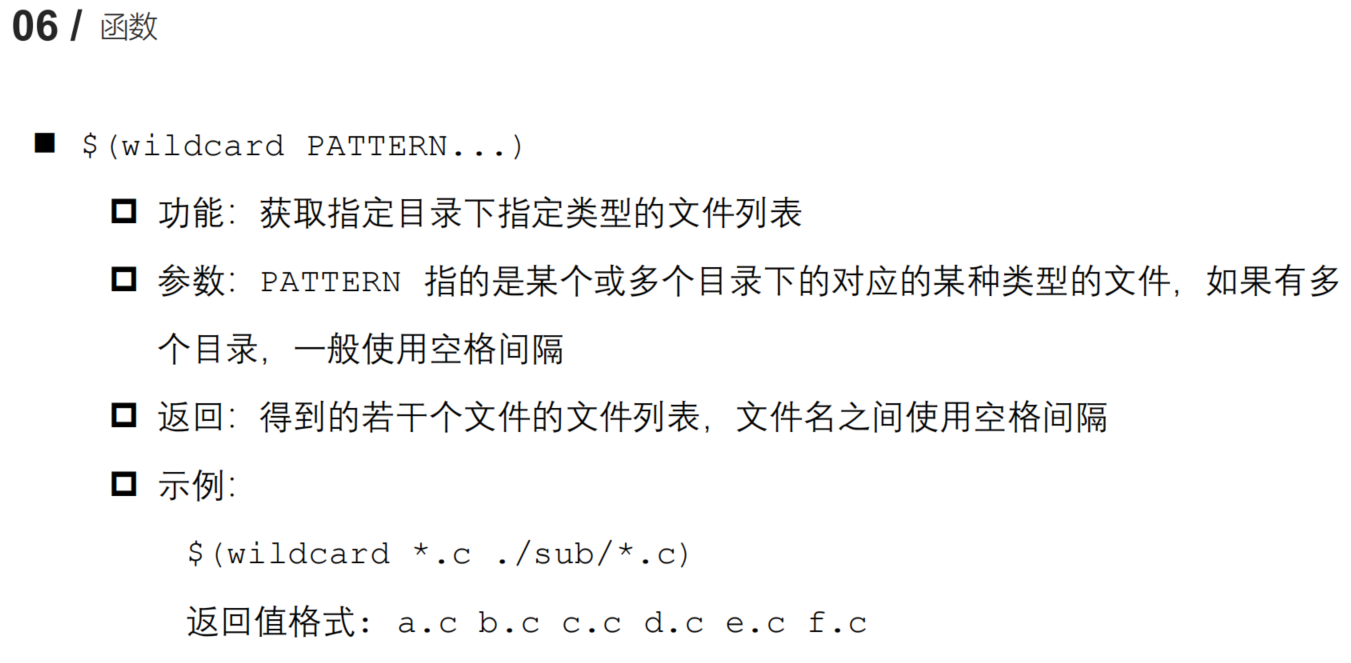 06 / 函数
$(wildcard PATTERN...)
功能：获取指定目录下指定类型的文件列表
参数：PATTERN 指的是某个或多个目录下的对应的某种类型的文件，如果有多
个目录，一般使用空格间隔
返回：得到的若干个文件的文件列表，文件名之间使用空格间隔
示例：
$(wildcard *.c ./sub/*.c)
返回值格式: a.c b.c c.c d.c e.c f.c